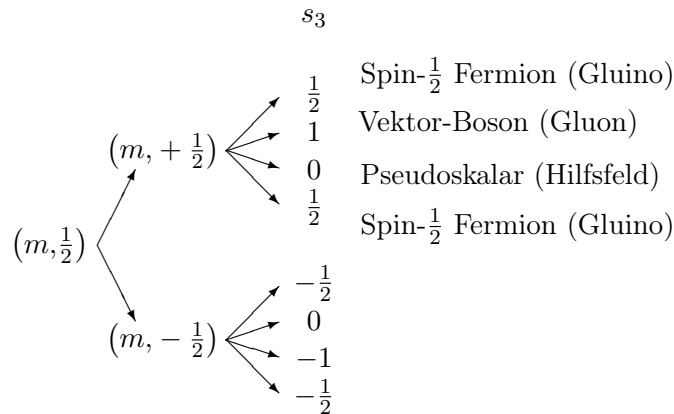 s₃
½ Spin-½ Fermion (Gluino)
(m, + ½) 1 Vektor-Boson (Gluon)
0 Pseudoskalar (Hilfsfeld)
½ Spin-½ Fermion (Gluino)
(m,½)
-½
(m, − ½) 0
−1
-½